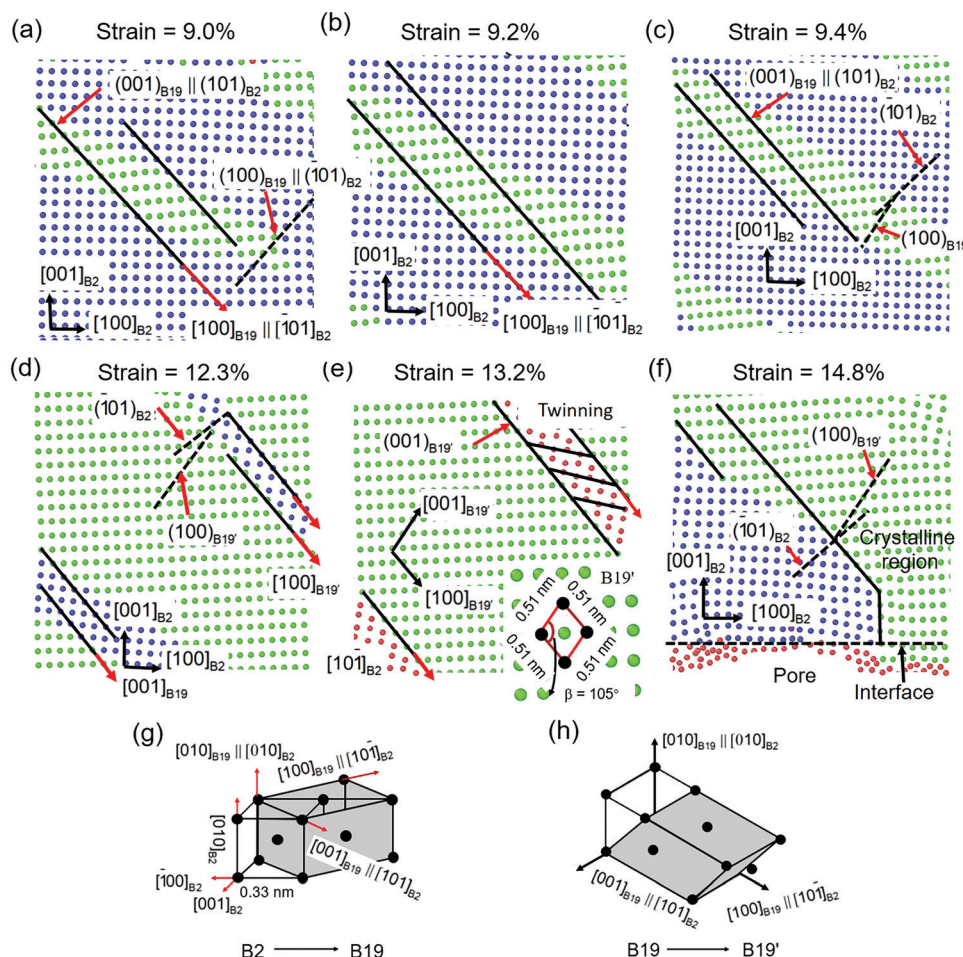 (a)
Strain = 9.0%
(001)B19 || (101)B2
(100)B19 || (1̄01)B2
[001]B2
[100]B2
[100]B19 || [1̄01]B2
(b)
Strain = 9.2%
[001]B2
[100]B2
[100]B19 || [1̄01]B2
(c)
Strain = 9.4%
(001)B19 || (101)B2
(1̄01)B2
[001]B2
(100)B19
[100]B2
(d)
Strain = 12.3%
(1̄01)B2
(100)B19'
[100]B19'
[001]B2
[100]B2
[001]B19
(e)
Strain = 13.2%
Twinning
(001)B19'
[001]B19'
[100]B19'
B19'
0.51 nm
0.51 nm
0.51 nm
0.51 nm
β = 105°
[101̄]B2
(f)
Strain = 14.8%
(100)B19'
(1̄01)B2
Crystalline
region
[001]B2
[100]B2
Pore
Interface
(g)
[010]B19 || [010]B2
[100]B19 || [101̄]B2
[010]B2
[001]B19 || [101]B2
[1̄00]B2
0.33 nm
[001]B2
B2
B19
(h)
[010]B19 || [010]B2
[001]B19 || [101]B2
[100]B19 || [101̄]B2
B19
B19'